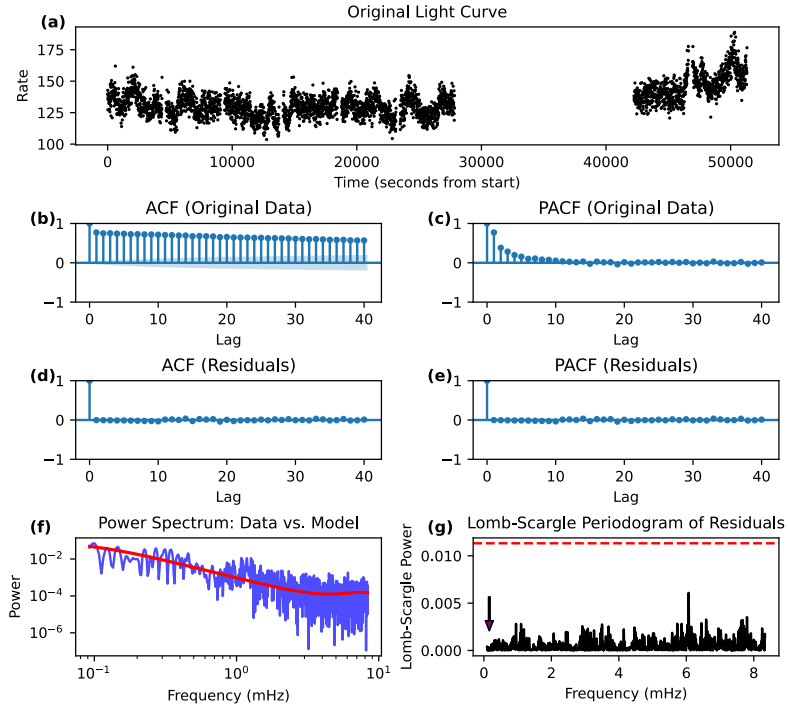 (a) Original Light Curve
Rate
175
150
125
100
0 10000 20000 30000 40000 50000
Time (seconds from start)
(b) ACF (Original Data)
1
0
−1
0 10 20 30 40
Lag
(c) PACF (Original Data)
1
0
−1
0 10 20 30 40
Lag
(d) ACF (Residuals)
1
0
−1
0 10 20 30 40
Lag
(e) PACF (Residuals)
1
0
−1
0 10 20 30 40
Lag
(f) Power Spectrum: Data vs. Model
Power
10⁻²
10⁻⁴
10⁻⁶
10⁻¹ 10⁰ 10¹
Frequency (mHz)
(g) Lomb-Scargle Periodogram of Residuals
Lomb-Scargle Power
0.010
0.005
0.000
0 2 4 6 8
Frequency (mHz)